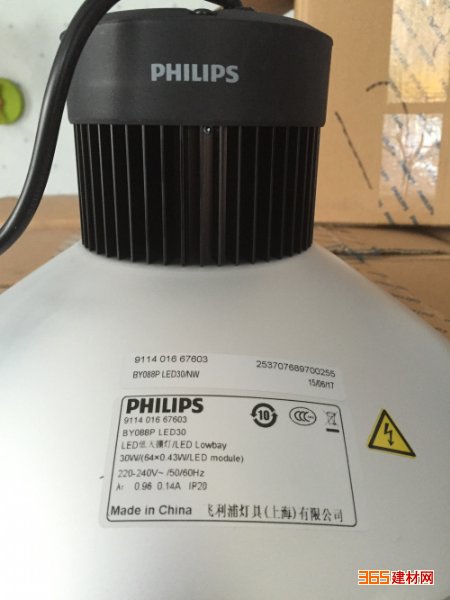 PHILIPS
9114 016 67603
253707689700255
BY088P LED30/NW
15/06/17
PHILIPS
9114 016 67603
BY088P LED30
LED低天棚灯/LED Lowbay
30W/(64×0.43W/LED module)
220-240V~ /50/60Hz
λr 0.96 0.14A IP20
Made in China 飞利浦灯具(上海)有限公司
10
CCC
365建材网